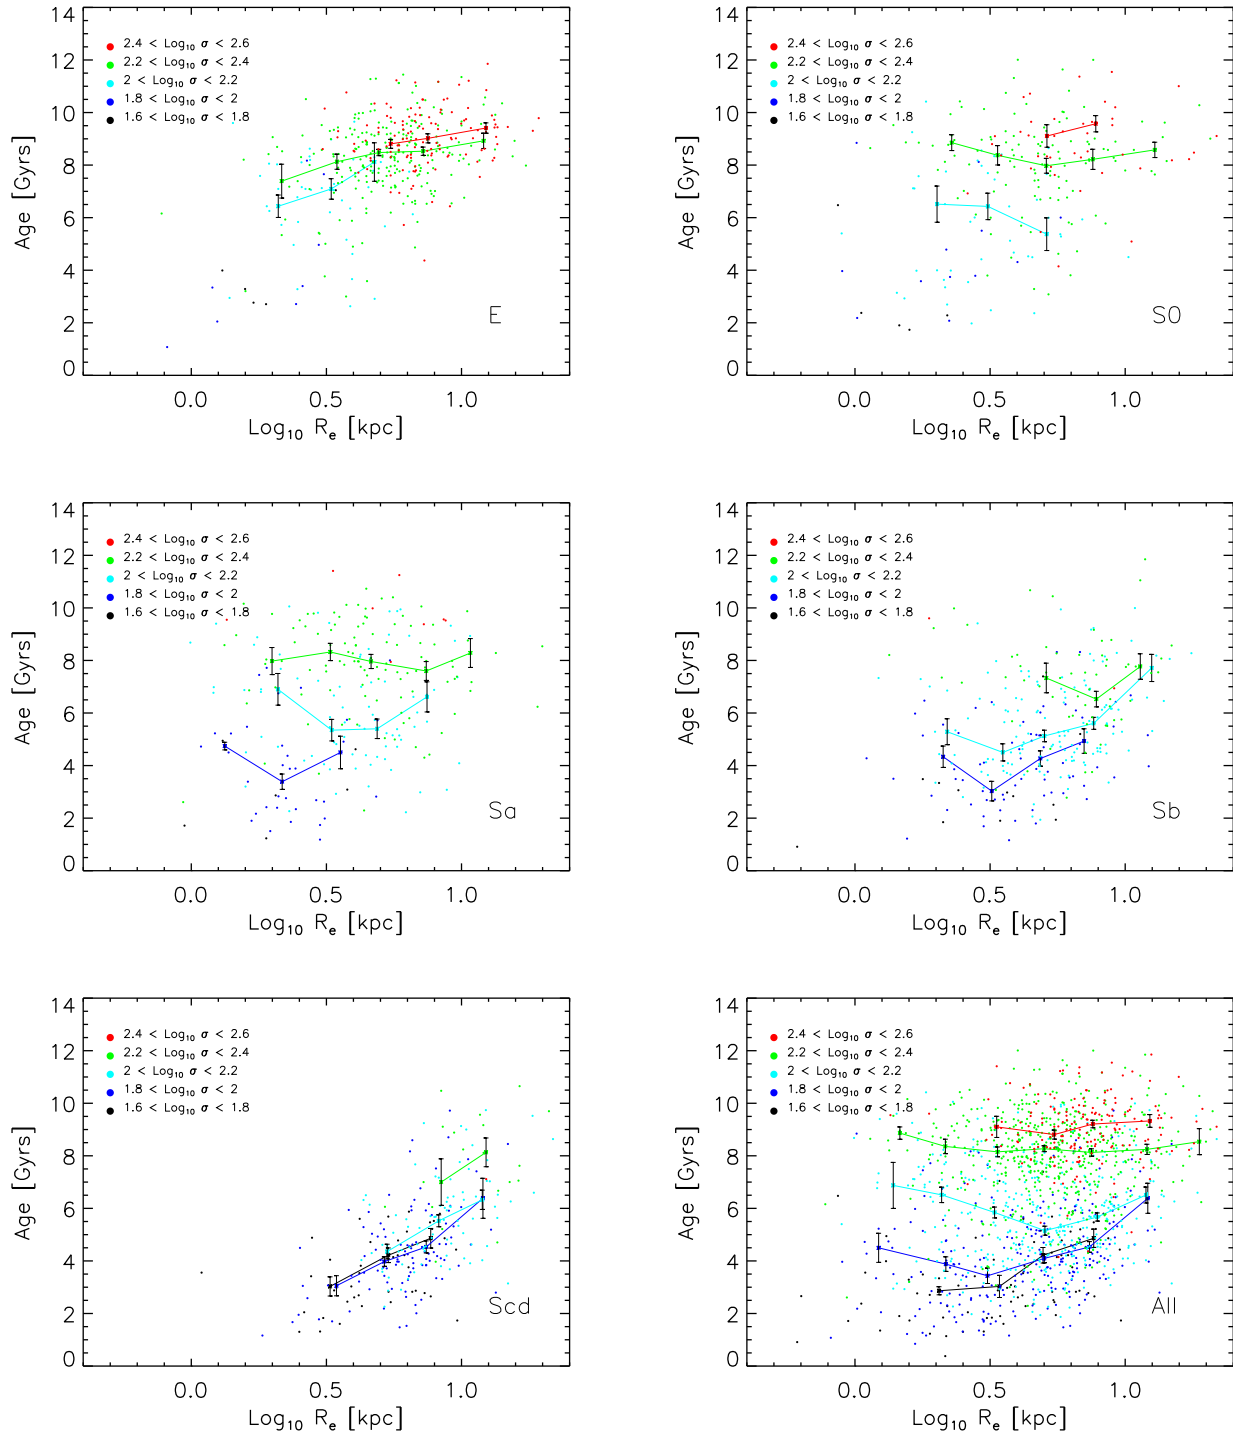 14
12
10
8
6
4
2
0
Age [Gyrs]
2.4 < Log₁₀ σ < 2.6
2.2 < Log₁₀ σ < 2.4
2 < Log₁₀ σ < 2.2
1.8 < Log₁₀ σ < 2
1.6 < Log₁₀ σ < 1.8
E
0.0 0.5 1.0
Log₁₀ Rₑ [kpc]
14
12
10
8
6
4
2
0
Age [Gyrs]
2.4 < Log₁₀ σ < 2.6
2.2 < Log₁₀ σ < 2.4
2 < Log₁₀ σ < 2.2
1.8 < Log₁₀ σ < 2
1.6 < Log₁₀ σ < 1.8
S0
0.0 0.5 1.0
Log₁₀ Rₑ [kpc]
14
12
10
8
6
4
2
0
Age [Gyrs]
2.4 < Log₁₀ σ < 2.6
2.2 < Log₁₀ σ < 2.4
2 < Log₁₀ σ < 2.2
1.8 < Log₁₀ σ < 2
1.6 < Log₁₀ σ < 1.8
Sa
0.0 0.5 1.0
Log₁₀ Rₑ [kpc]
14
12
10
8
6
4
2
0
Age [Gyrs]
2.4 < Log₁₀ σ < 2.6
2.2 < Log₁₀ σ < 2.4
2 < Log₁₀ σ < 2.2
1.8 < Log₁₀ σ < 2
1.6 < Log₁₀ σ < 1.8
Sb
0.0 0.5 1.0
Log₁₀ Rₑ [kpc]
14
12
10
8
6
4
2
0
Age [Gyrs]
2.4 < Log₁₀ σ < 2.6
2.2 < Log₁₀ σ < 2.4
2 < Log₁₀ σ < 2.2
1.8 < Log₁₀ σ < 2
1.6 < Log₁₀ σ < 1.8
Scd
0.0 0.5 1.0
Log₁₀ Rₑ [kpc]
14
12
10
8
6
4
2
0
Age [Gyrs]
2.4 < Log₁₀ σ < 2.6
2.2 < Log₁₀ σ < 2.4
2 < Log₁₀ σ < 2.2
1.8 < Log₁₀ σ < 2
1.6 < Log₁₀ σ < 1.8
All
0.0 0.5 1.0
Log₁₀ Rₑ [kpc]